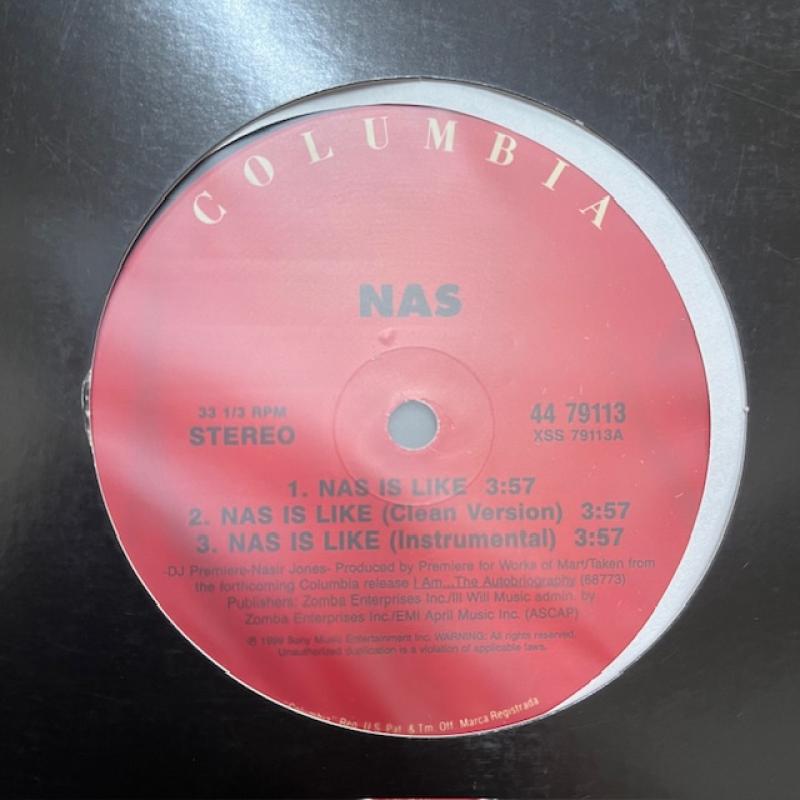 COLUMBIA
NAS
33 1/3 RPM
STEREO
44 79113
XSS 79113A
1. NAS IS LIKE 3:57
2. NAS IS LIKE (Clean Version) 3:57
3. NAS IS LIKE (Instrumental) 3:57
-DJ Premiere-Nasir Jones- Produced by Premiere for Works of Mart/Taken from
the forthcoming Columbia release I Am...The Autobriography (68773)
Publishers: Zomba Enterprises Inc./Ill Will Music admin. by
Zomba Enterprises Inc./EMI April Music Inc. (ASCAP)
℗ 1999 Sony Music Entertainment Inc. WARNING: All rights reserved.
Unauthorized duplication is a violation of applicable laws.
"Columbia" Reg. U.S. Pat. & Tm. Off. Marca Registrada